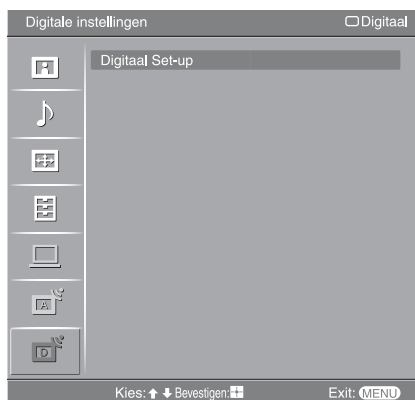 Digitale instellingen Digitaal
Digitaal Set-up
A
D
Kies: Bevestigen: Exit: MENU